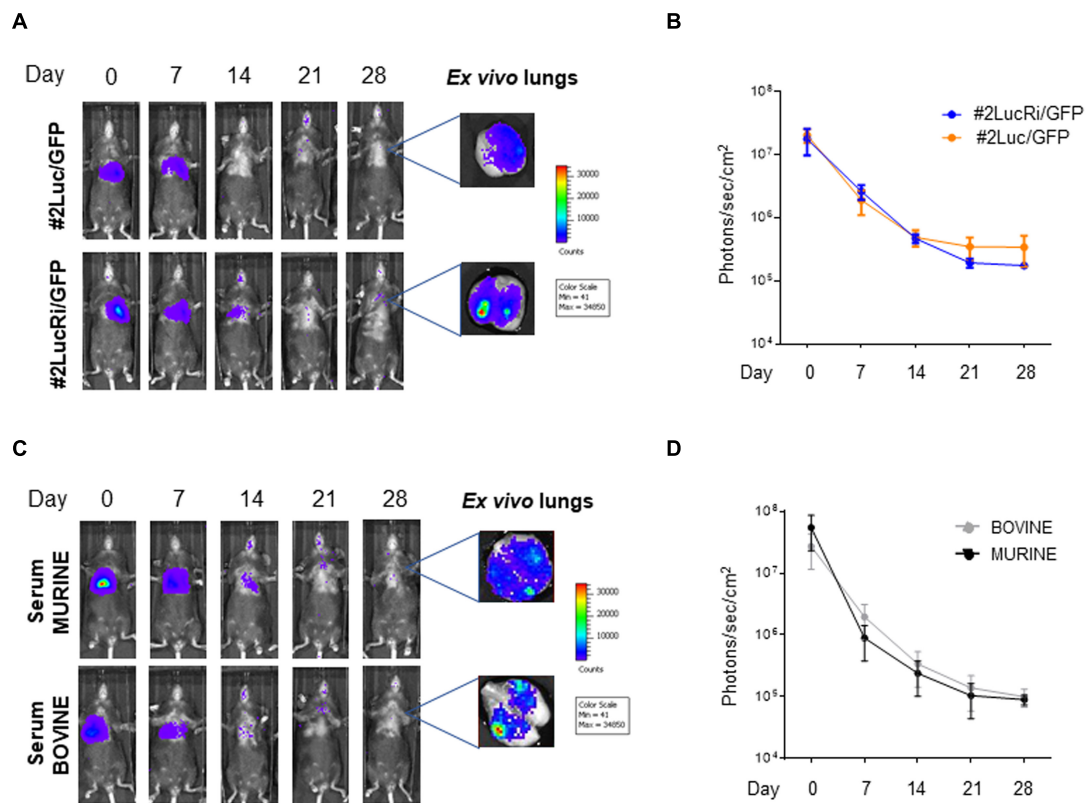 A
Day 0 7 14 21 28 Ex vivo lungs
#2Luc/GFP
#2LucRi/GFP
30000
20000
10000
Counts
Color Scale
Min = 41
Max = 34850
B
Photons/sec/cm2
10⁸
10⁷
10⁶
10⁵
10⁴
#2LucRi/GFP
#2Luc/GFP
Day 0 7 14 21 28
C
Day 0 7 14 21 28 Ex vivo lungs
Serum
MURINE
Serum
BOVINE
30000
20000
10000
Counts
Color Scale
Min = 41
Max = 34850
D
Photons/sec/cm2
10⁸
10⁷
10⁶
10⁵
10⁴
BOVINE
MURINE
Day 0 7 14 21 28